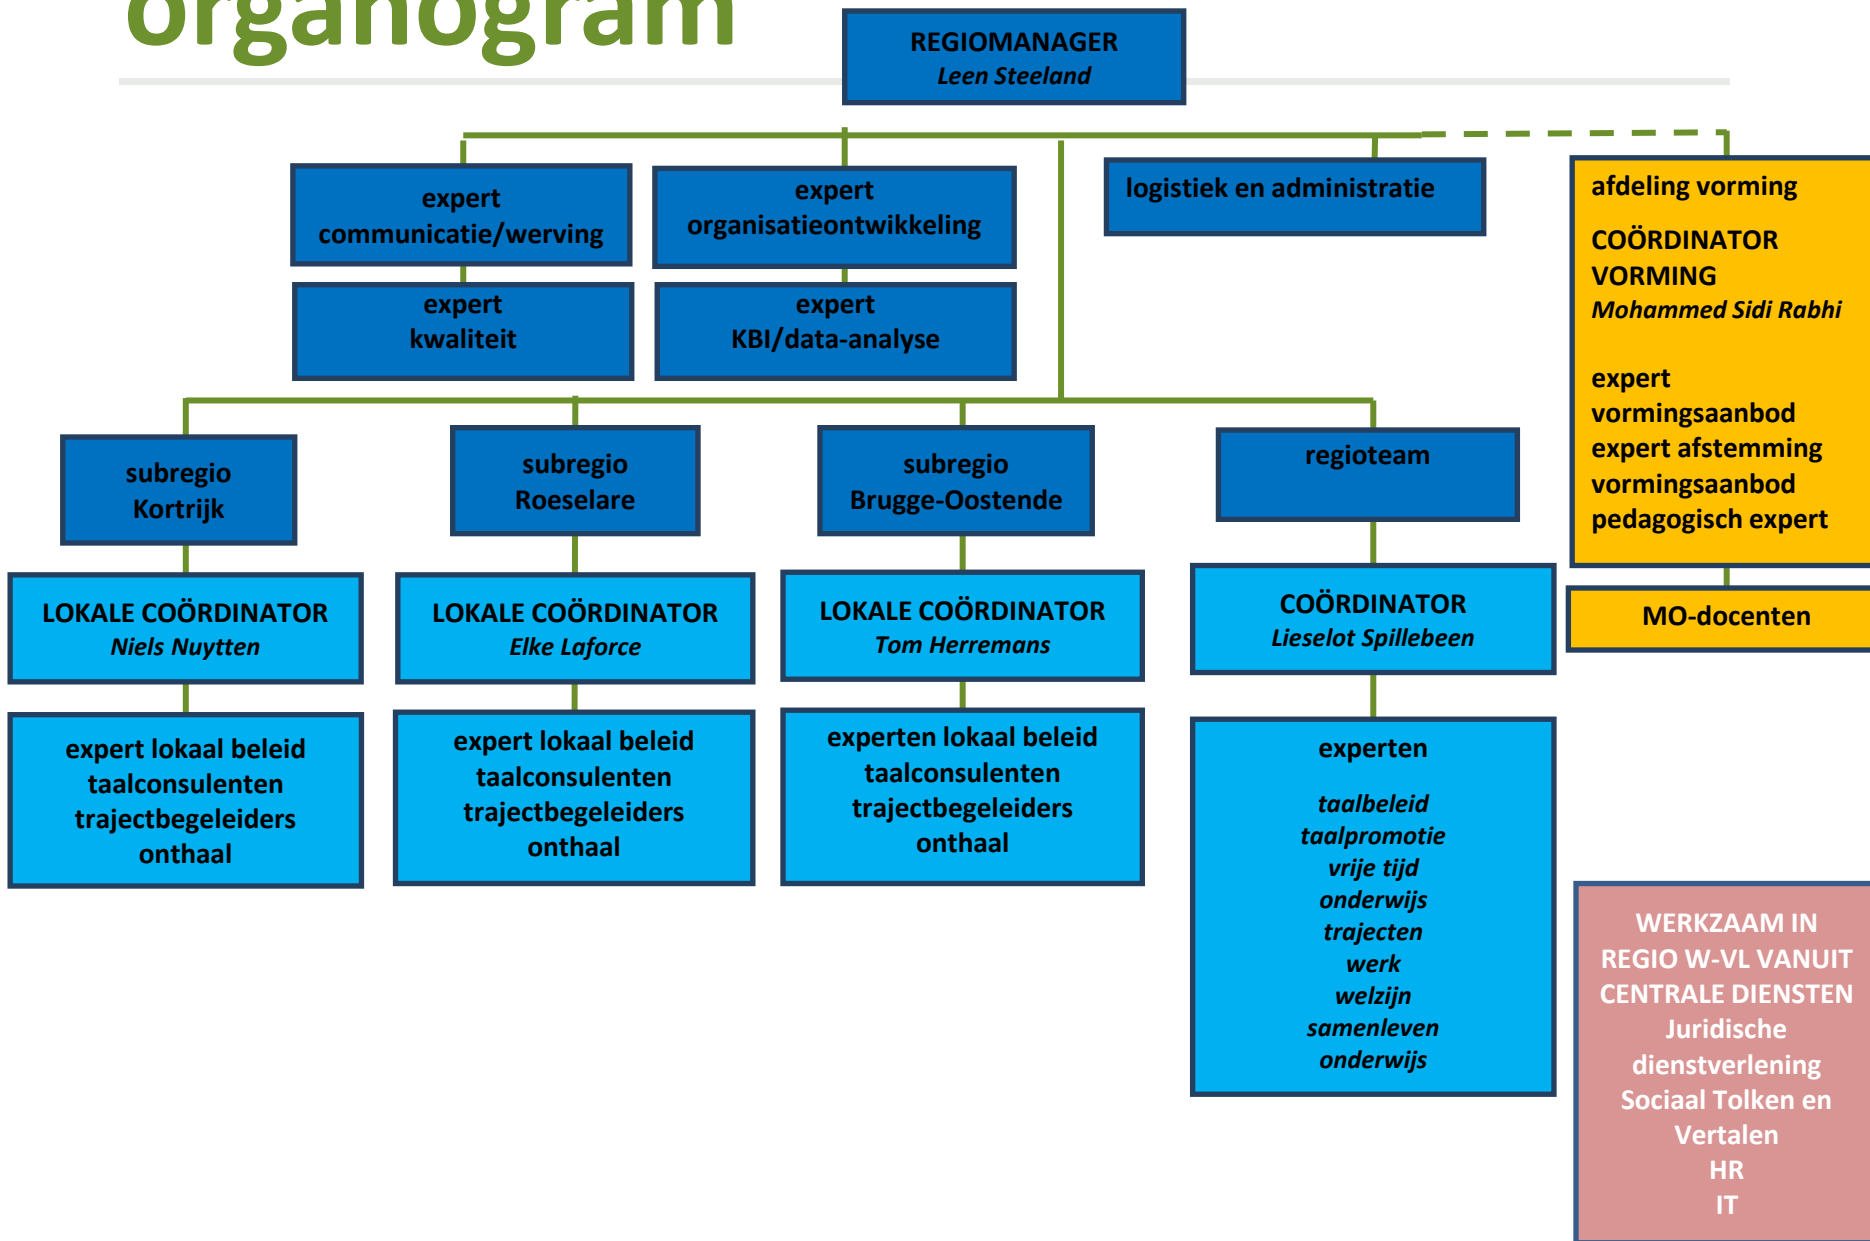 organogram
REGIOMANAGER
Leen Steeland
expert
communicatie/werving
expert
organisatieontwikkeling
logistiek en administratie
expert
kwaliteit
expert
KBI/data-analyse
afdeling vorming
COÖRDINATOR
VORMING
Mohammed Sidi Rabhi
expert
vormingsaanbod
expert afstemming
vormingsaanbod
pedagogisch expert
MO-docenten
subregio
Kortrijk
subregio
Roeselare
subregio
Brugge-Oostende
regioteam
LOKALE COÖRDINATOR
Niels Nuytten
LOKALE COÖRDINATOR
Elke Laforce
LOKALE COÖRDINATOR
Tom Herremans
COÖRDINATOR
Lieselot Spillebeen
expert lokaal beleid
taalconsulenten
trajectbegeleiders
onthaal
expert lokaal beleid
taalconsulenten
trajectbegeleiders
onthaal
experten lokaal beleid
taalconsulenten
trajectbegeleiders
onthaal
experten
taalbeleid
taalpromotie
vrije tijd
onderwijs
trajecten
werk
welzijn
samenleven
onderwijs
WERKZAAM IN
REGIO W-VL VANUIT
CENTRALE DIENSTEN
Juridische
dienstverlening
Sociaal Tolken en
Vertalen
HR
IT